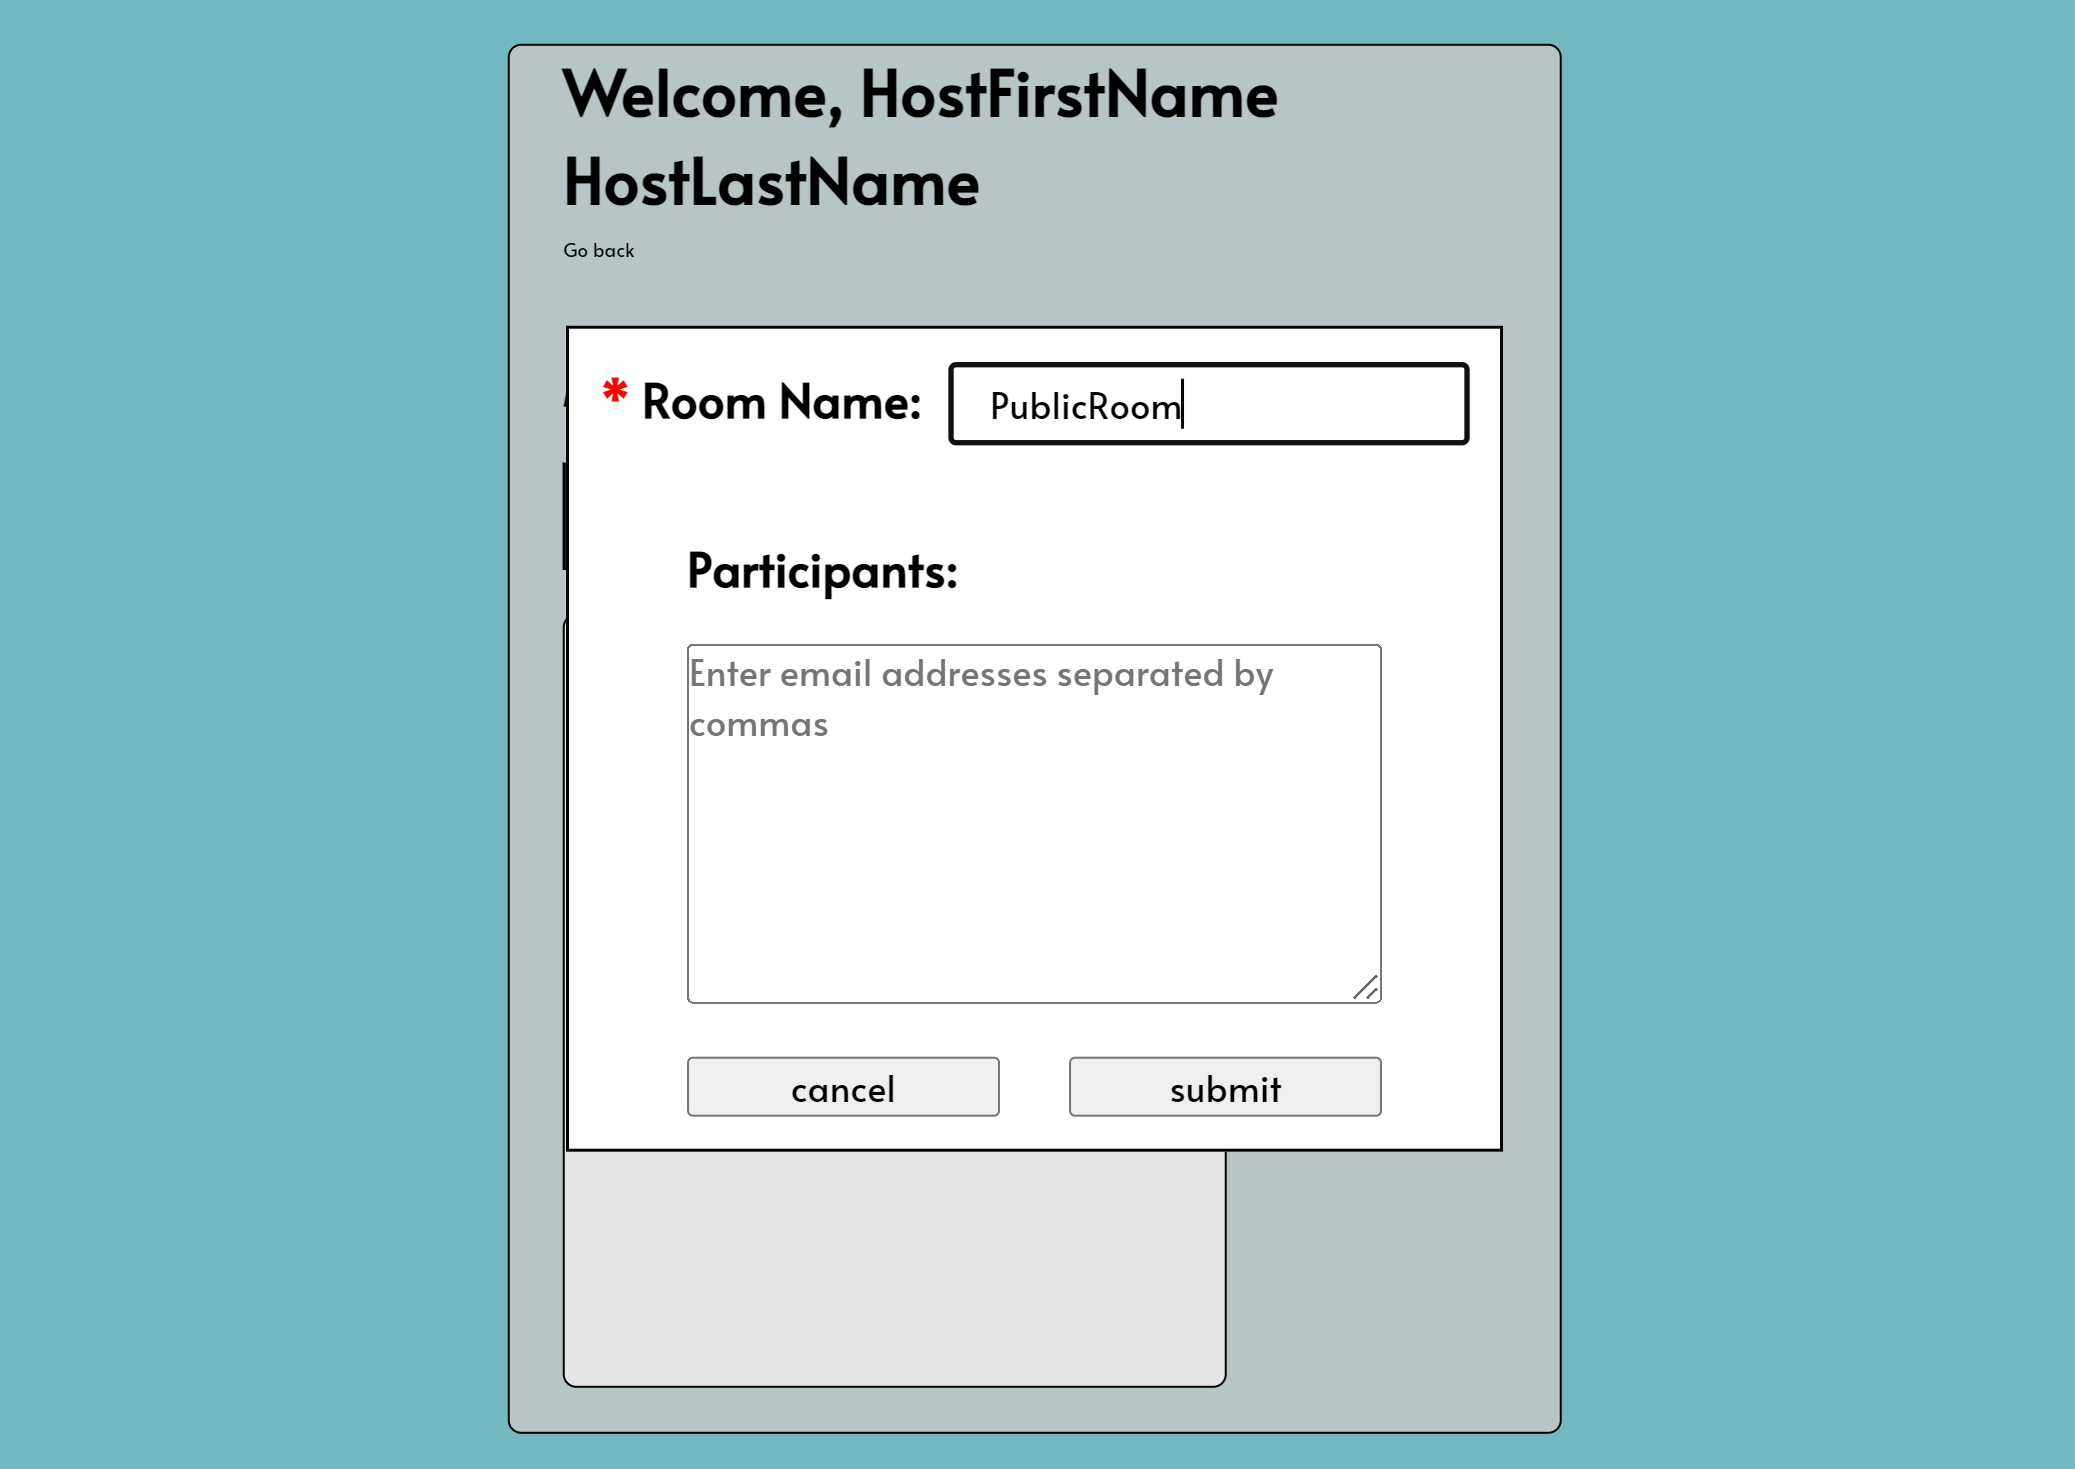 Welcome, HostFirstName
HostLastName
Go back
* Room Name: PublicRoom
Participants:
Enter email addresses separated by
commas
cancel submit